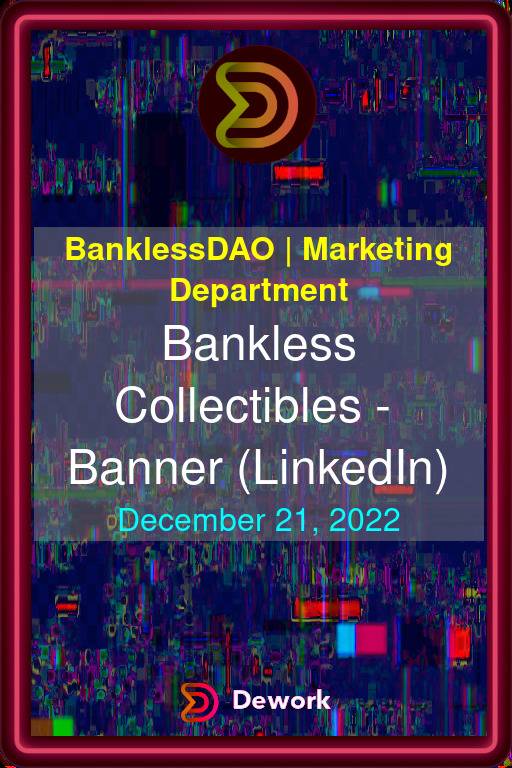 BanklessDAO | Marketing
Department
Bankless
Collectibles -
Banner (LinkedIn)
December 21, 2022
Dework